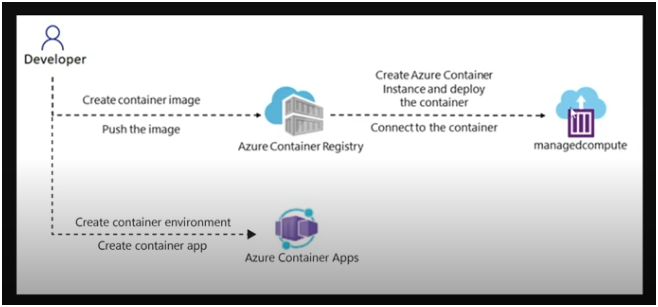 Developer
Create container image
Push the image
Azure Container Registry
Create Azure Container
Instance and deploy
the container
Connect to the container
managedcompute
Create container environment
Create container app
Azure Container Apps